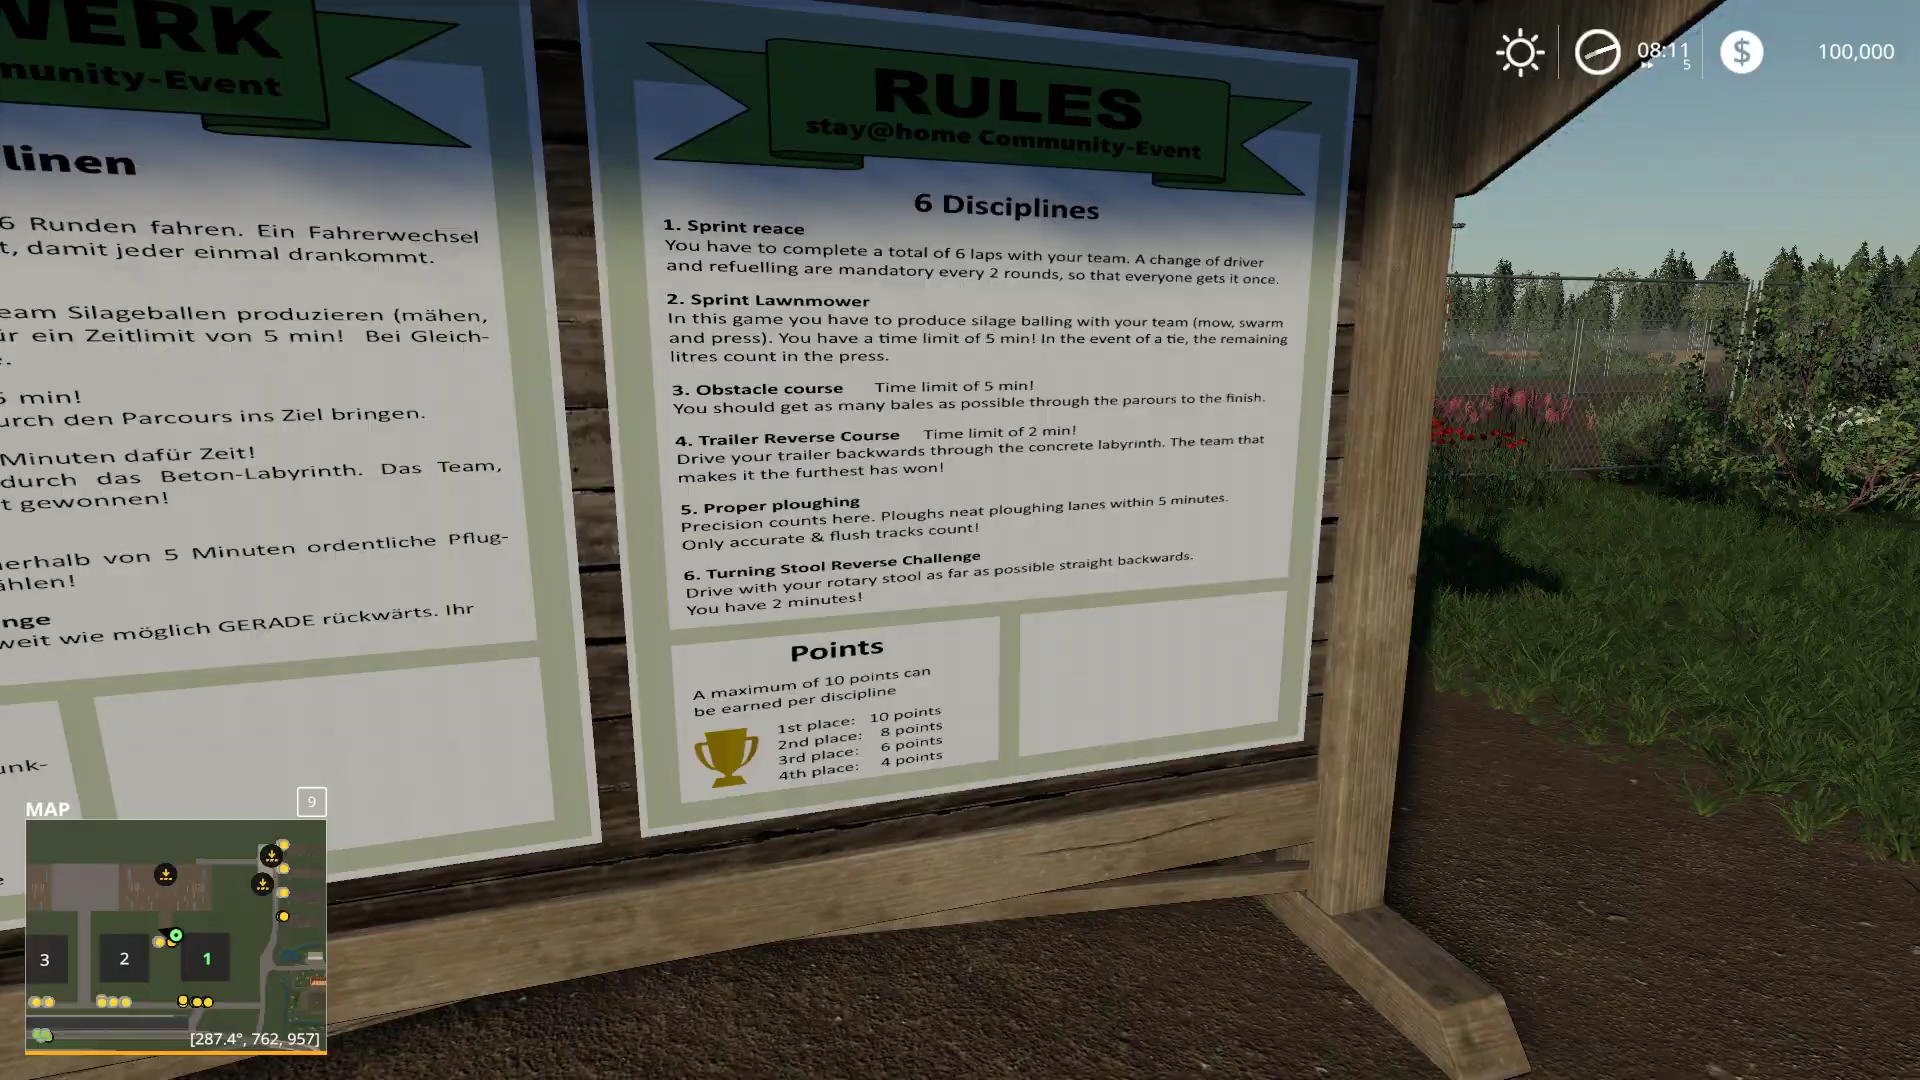 WERK
munity-Event
linen
6 Runden fahren. Ein Fahrerwechsel
t, damit jeder einmal drankommt.
eam Silageballen produzieren (mähen,
ür ein Zeitlimit von 5 min! Bei Gleich-
5 min!
urch den Parcours ins Ziel bringen.
Minuten dafür Zeit!
durch das Beton-Labyrinth. Das Team,
t gewonnen!
nerhalb von 5 Minuten ordentliche Pflug-
ählen!
nge
weit wie möglich GERADE rückwärts. Ihr
unk-
RULES
stay@home Community-Event
6 Disciplines
1. Sprint reace
You have to complete a total of 6 laps with your team. A change of driver
and refuelling are mandatory every 2 rounds, so that everyone gets it once.
2. Sprint Lawnmower
In this game you have to produce silage balling with your team (mow, swarm
and press). You have a time limit of 5 min! In the event of a tie, the remaining
litres count in the press.
3. Obstacle course Time limit of 5 min!
You should get as many bales as possible through the parours to the finish.
4. Trailer Reverse Course Time limit of 2 min!
Drive your trailer backwards through the concrete labyrinth. The team that
makes it the furthest has won!
5. Proper ploughing
Precision counts here. Ploughs neat ploughing lanes within 5 minutes.
Only accurate & flush tracks count!
6. Turning Stool Reverse Challenge
Drive with your rotary stool as far as possible straight backwards.
You have 2 minutes!
Points
A maximum of 10 points can
be earned per discipline
1st place: 10 points
2nd place: 8 points
3rd place: 6 points
4th place: 4 points
08:11
5
$
100,000
MAP
9
3
2
1
[287.4°, 762, 957]